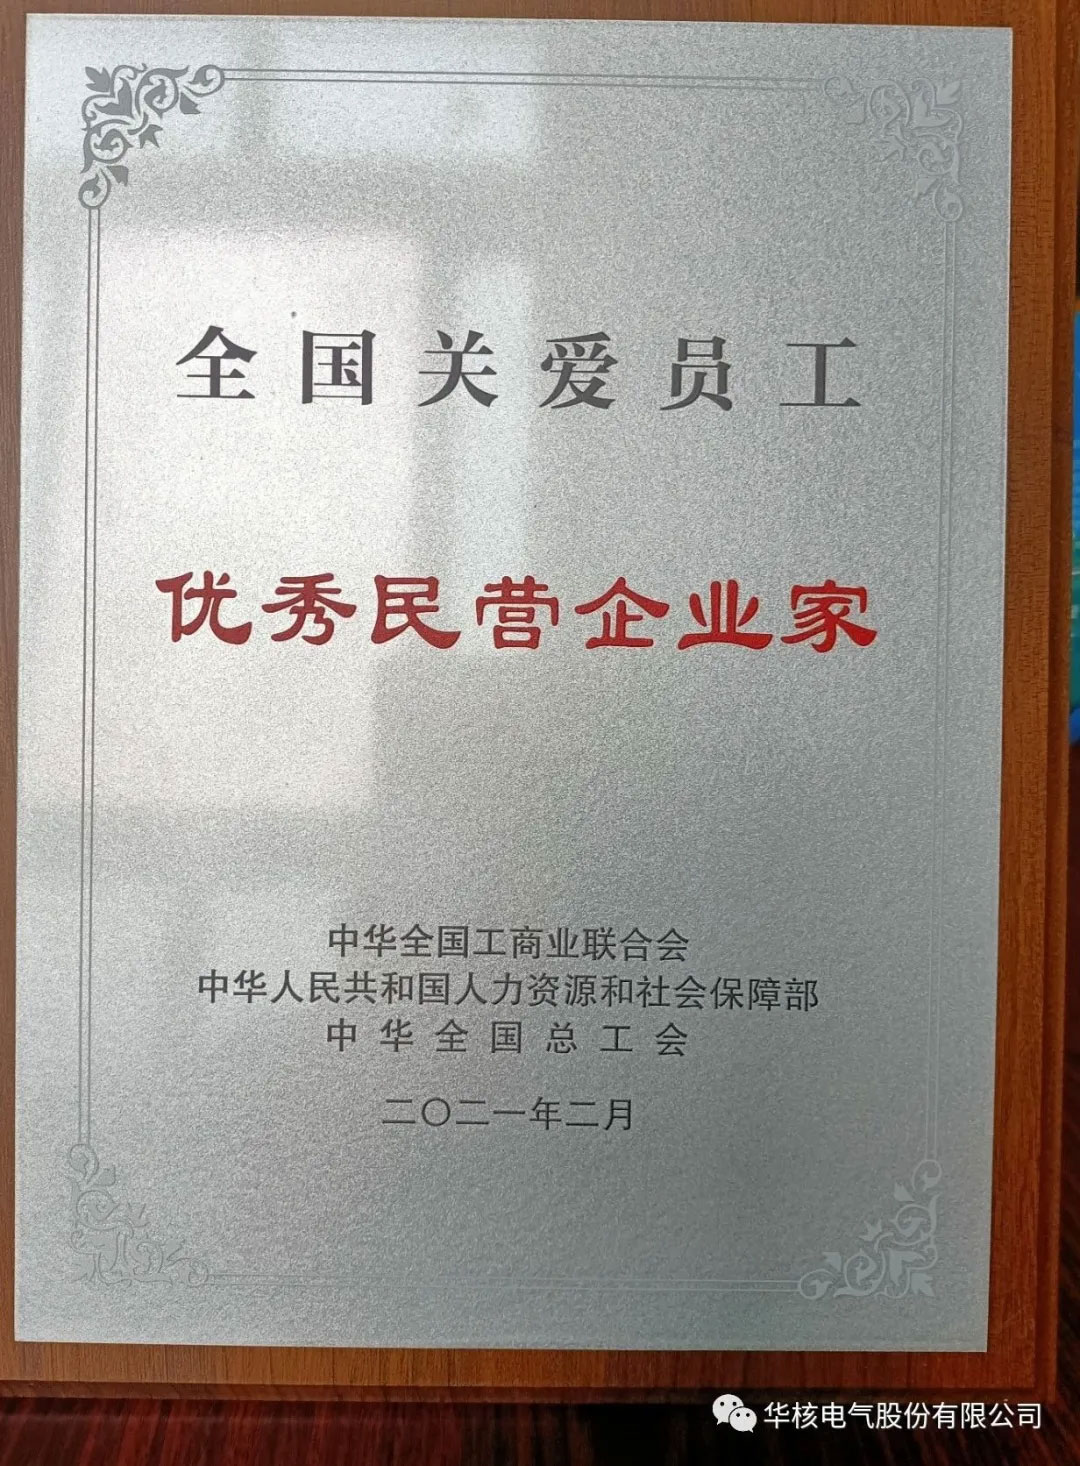 全国关爱员工
优秀民营企业家
中华全国工商业联合会
中华人民共和国人力资源和社会保障部
中华全国总工会
二〇二一年二月
华核电气股份有限公司